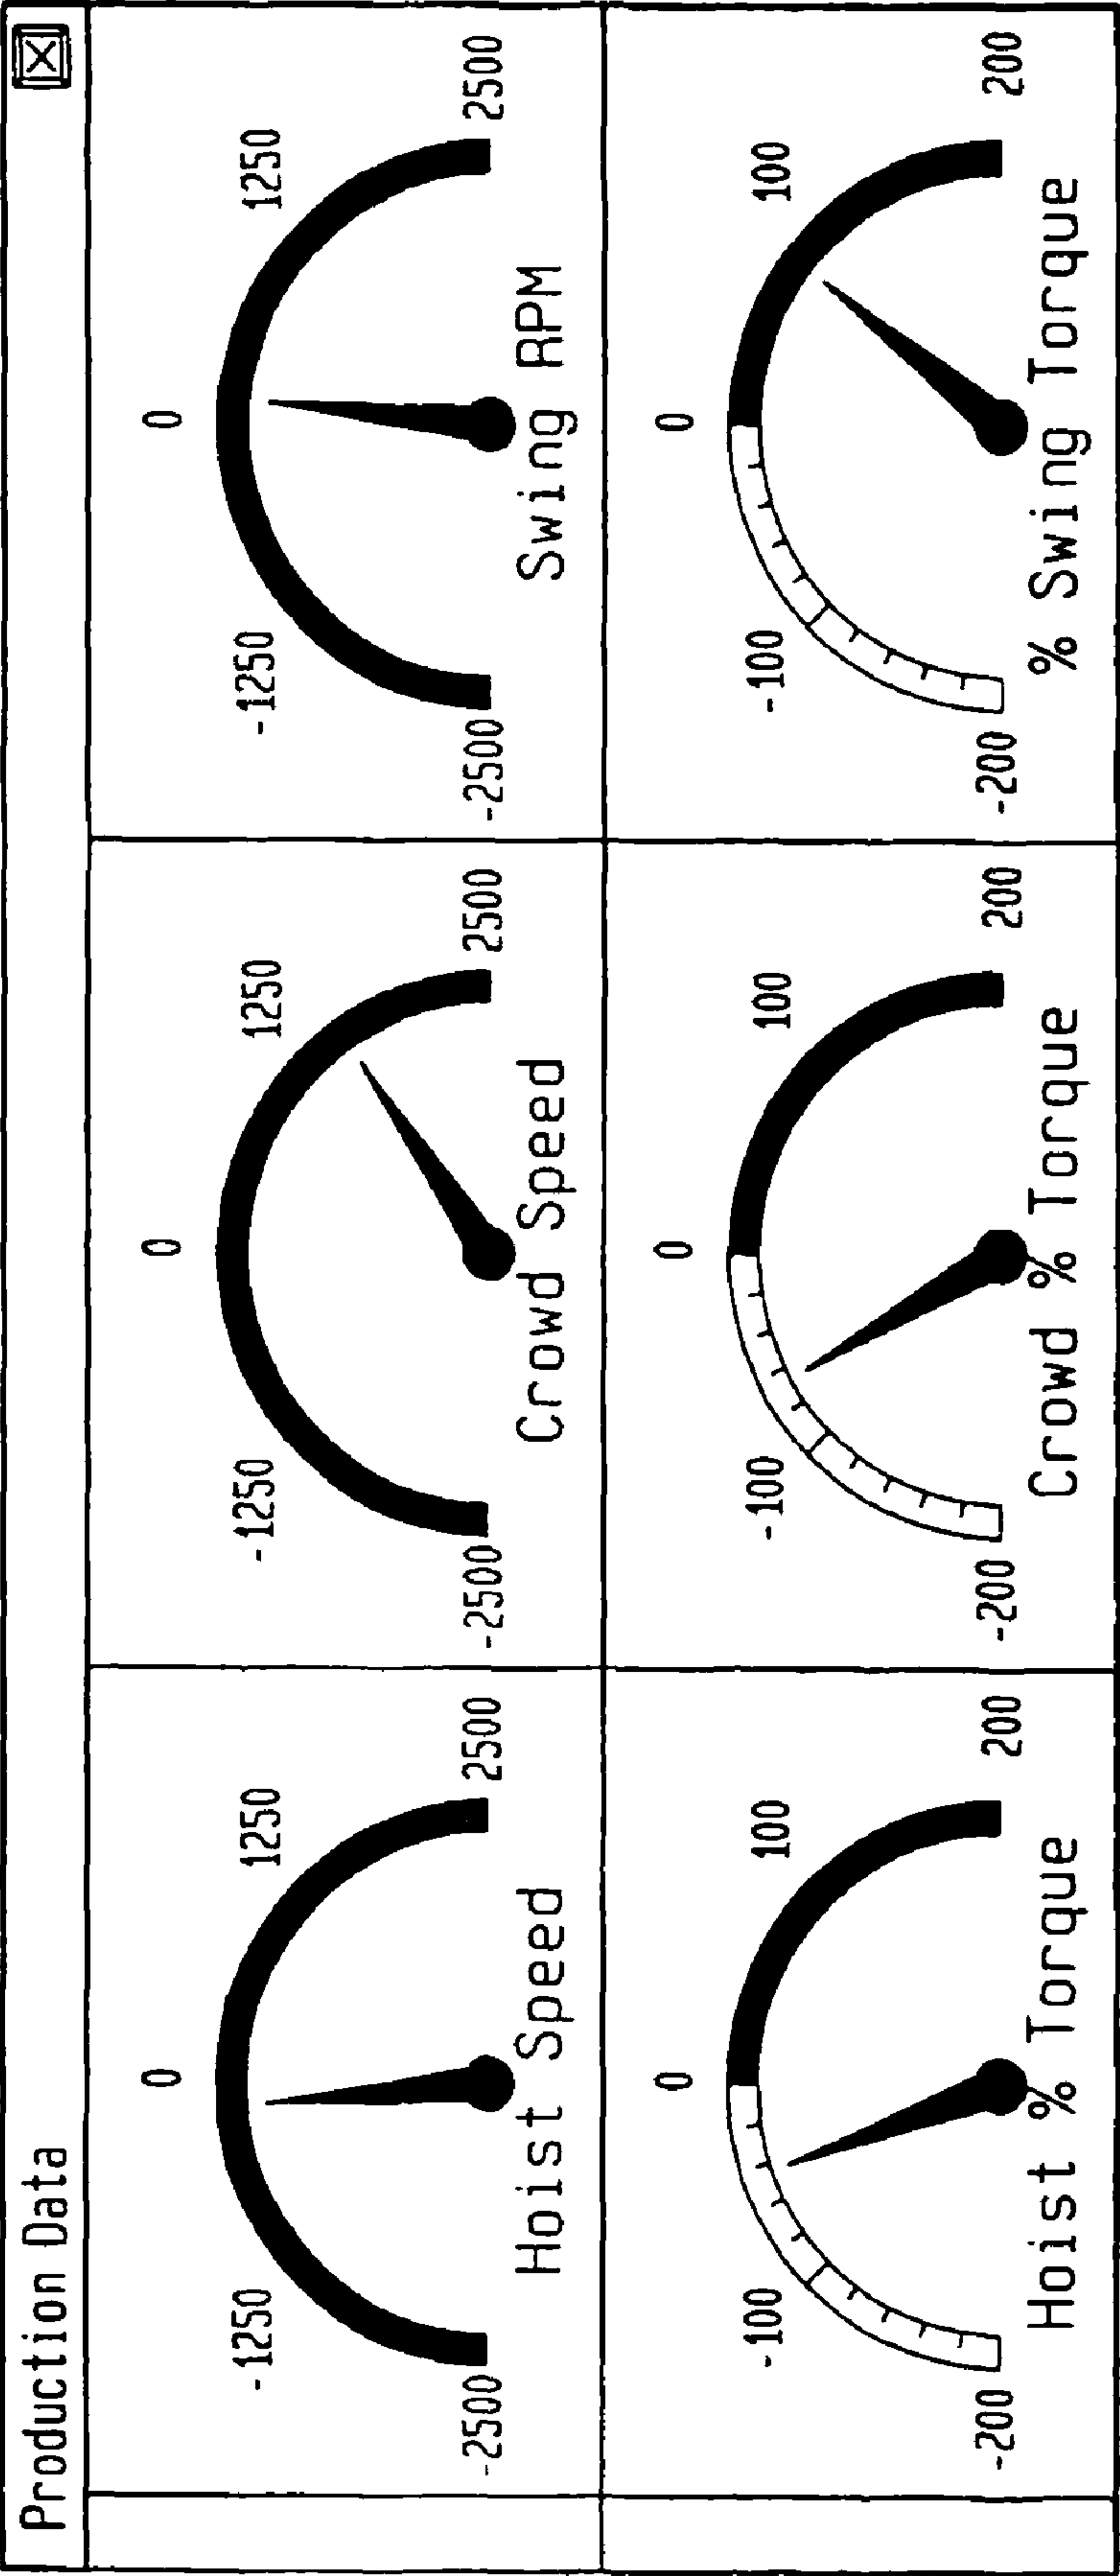 Production Data
0
-1250 1250
-2500 2500
Hoist Speed
0
-1250 1250
-2500 2500
Crowd Speed
0
-1250 1250
-2500 2500
Swing RPM
0
-100 100
-200 200
Hoist % Torque
0
-100 100
-200 200
Crowd % Torque
0
-100 100
-200 200
% Swing Torque